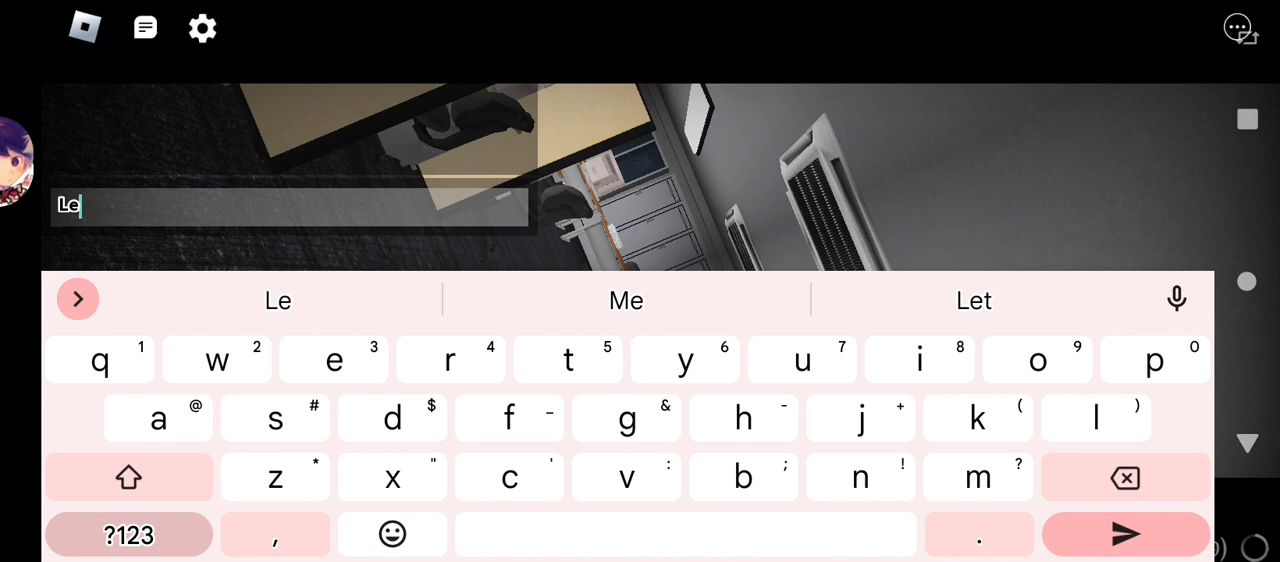 Le
Le Me Let
q 1 w 2 e 3 r 4 t 5 y 6 u 7 i 8 o 9 p 0
a @ s # d $ f _ g & h - j + k ( l )
z * x " c ' v : b ; n ! m ?
?123 , .